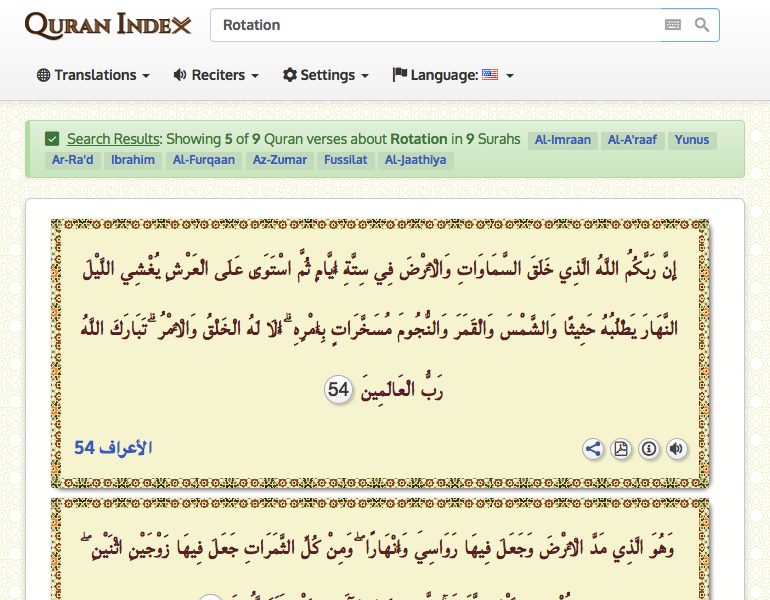 QURAN INDEX
Rotation
Translations Reciters Settings Language:
Search Results: Showing 5 of 9 Quran verses about Rotation in 9 Surahs Al-Imraan Al-A'raaf Yunus
Ar-Ra'd Ibrahim Al-Furqaan Az-Zumar Fussilat Al-Jaathiya
إِنَّ رَبَّكُمُ اللَّهُ الَّذِي خَلَقَ السَّمَاوَاتِ وَالْأَرْضَ فِي سِتَّةِ أَيَّامٍ ثُمَّ اسْتَوَىٰ عَلَى الْعَرْشِ يُغْشِي اللَّيْلَ
النَّهَارَ يَطْلُبُهُ حَثِيثًا وَالشَّمْسَ وَالْقَمَرَ وَالنُّجُومَ مُسَخَّرَاتٍ بِأَمْرِهِ ۗ أَلَا لَهُ الْخَلْقُ وَالْأَمْرُ ۗ تَبَارَكَ اللَّهُ
رَبُّ الْعَالَمِينَ 54
الأعراف 54
وَهُوَ الَّذِي مَدَّ الْأَرْضَ وَجَعَلَ فِيهَا رَوَاسِيَ وَأَنْهَارًا ۖ وَمِنْ كُلِّ الثَّمَرَاتِ جَعَلَ فِيهَا زَوْجَيْنِ اثْنَيْنِ ۖ